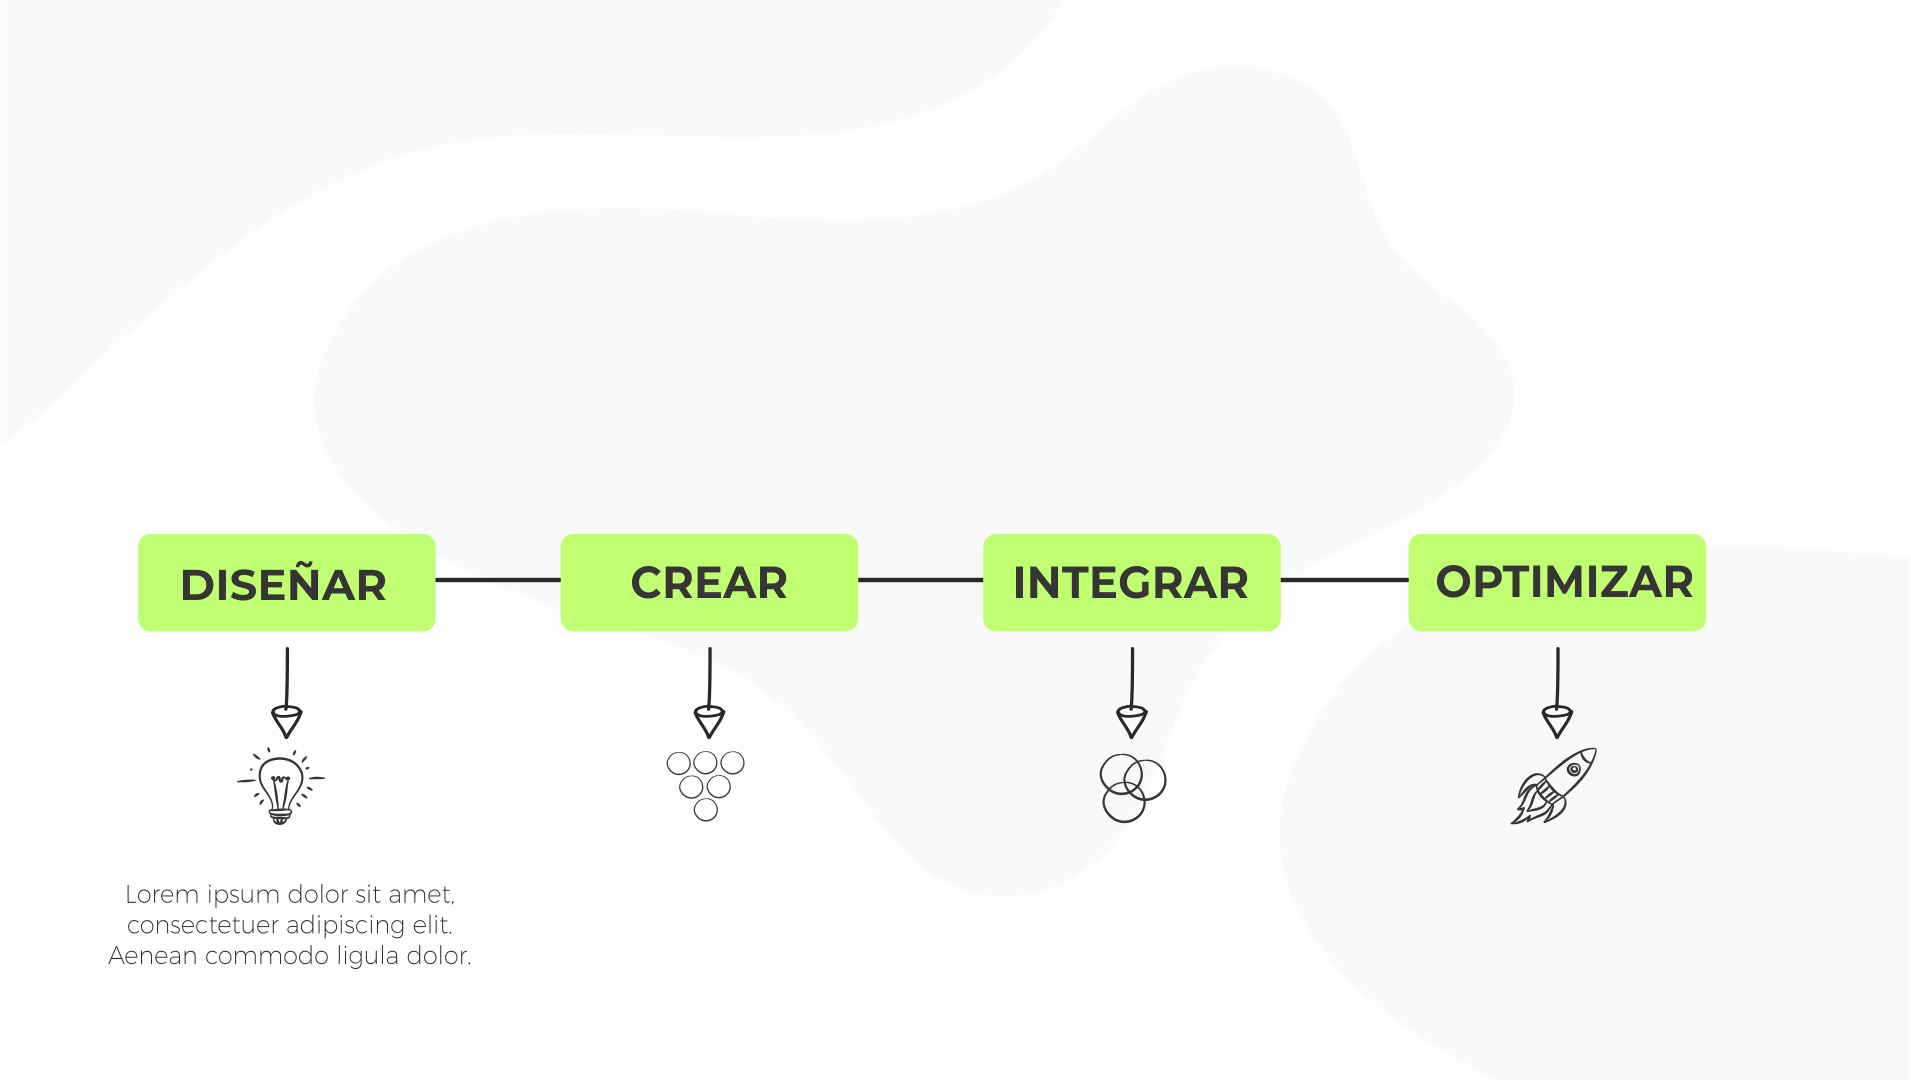 DISEÑAR
CREAR
INTEGRAR
OPTIMIZAR
Lorem ipsum dolor sit amet,
consectetuer adipiscing elit.
Aenean commodo ligula dolor.